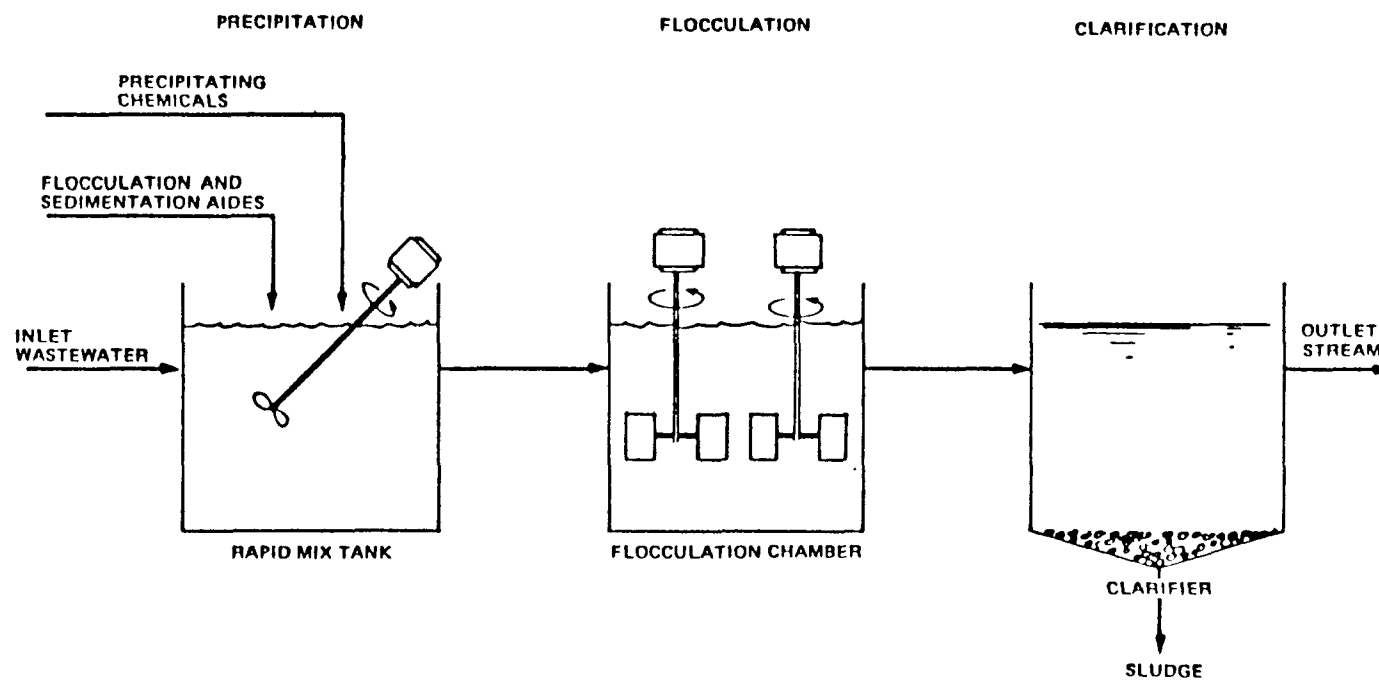 PRECIPITATION
FLOCCULATION
CLARIFICATION
PRECIPITATING
CHEMICALS
FLOCCULATION AND
SEDIMENTATION AIDES
INLET
WASTEWATER
OUTLET
STREAM
RAPID MIX TANK
FLOCCULATION CHAMBER
CLARIFIER
SLUDGE